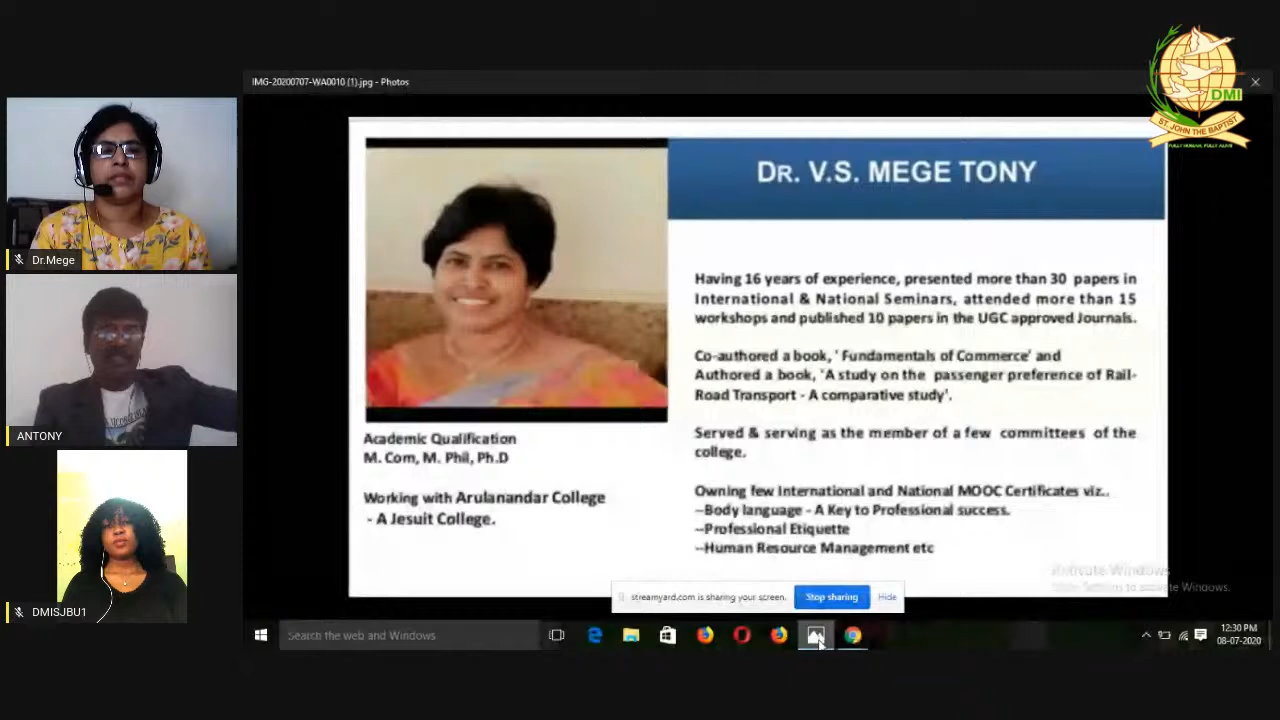 IMG-20200707-WA0010 (1).jpg - Photos
DMI
ST. JOHN THE BAPTIST
Dr.Mege
ANTONY
DMISJBU1
DR. V.S. MEGE TONY
Academic Qualification
M. Com, M. Phil, Ph.D
Working with Arulanandar College
- A Jesuit College.
Having 16 years of experience, presented more than 30 papers in
International & National Seminars, attended more than 15
workshops and published 10 papers in the UGC approved Journals.
Co-authored a book, ' Fundamentals of Commerce' and
Authored a book, 'A study on the passenger preference of Rail-
Road Transport - A comparative study'.
Served & serving as the member of a few committees of the
college.
Owning few International and National MOOC Certificates viz..
--Body language - A Key to Professional success.
--Professional Etiquette
--Human Resource Management etc
Activate Windows
to activate Windows.
streamyard.com is sharing your screen.
Stop sharing
Hide
Search the web and Windows
12:30 PM
08-07-2020